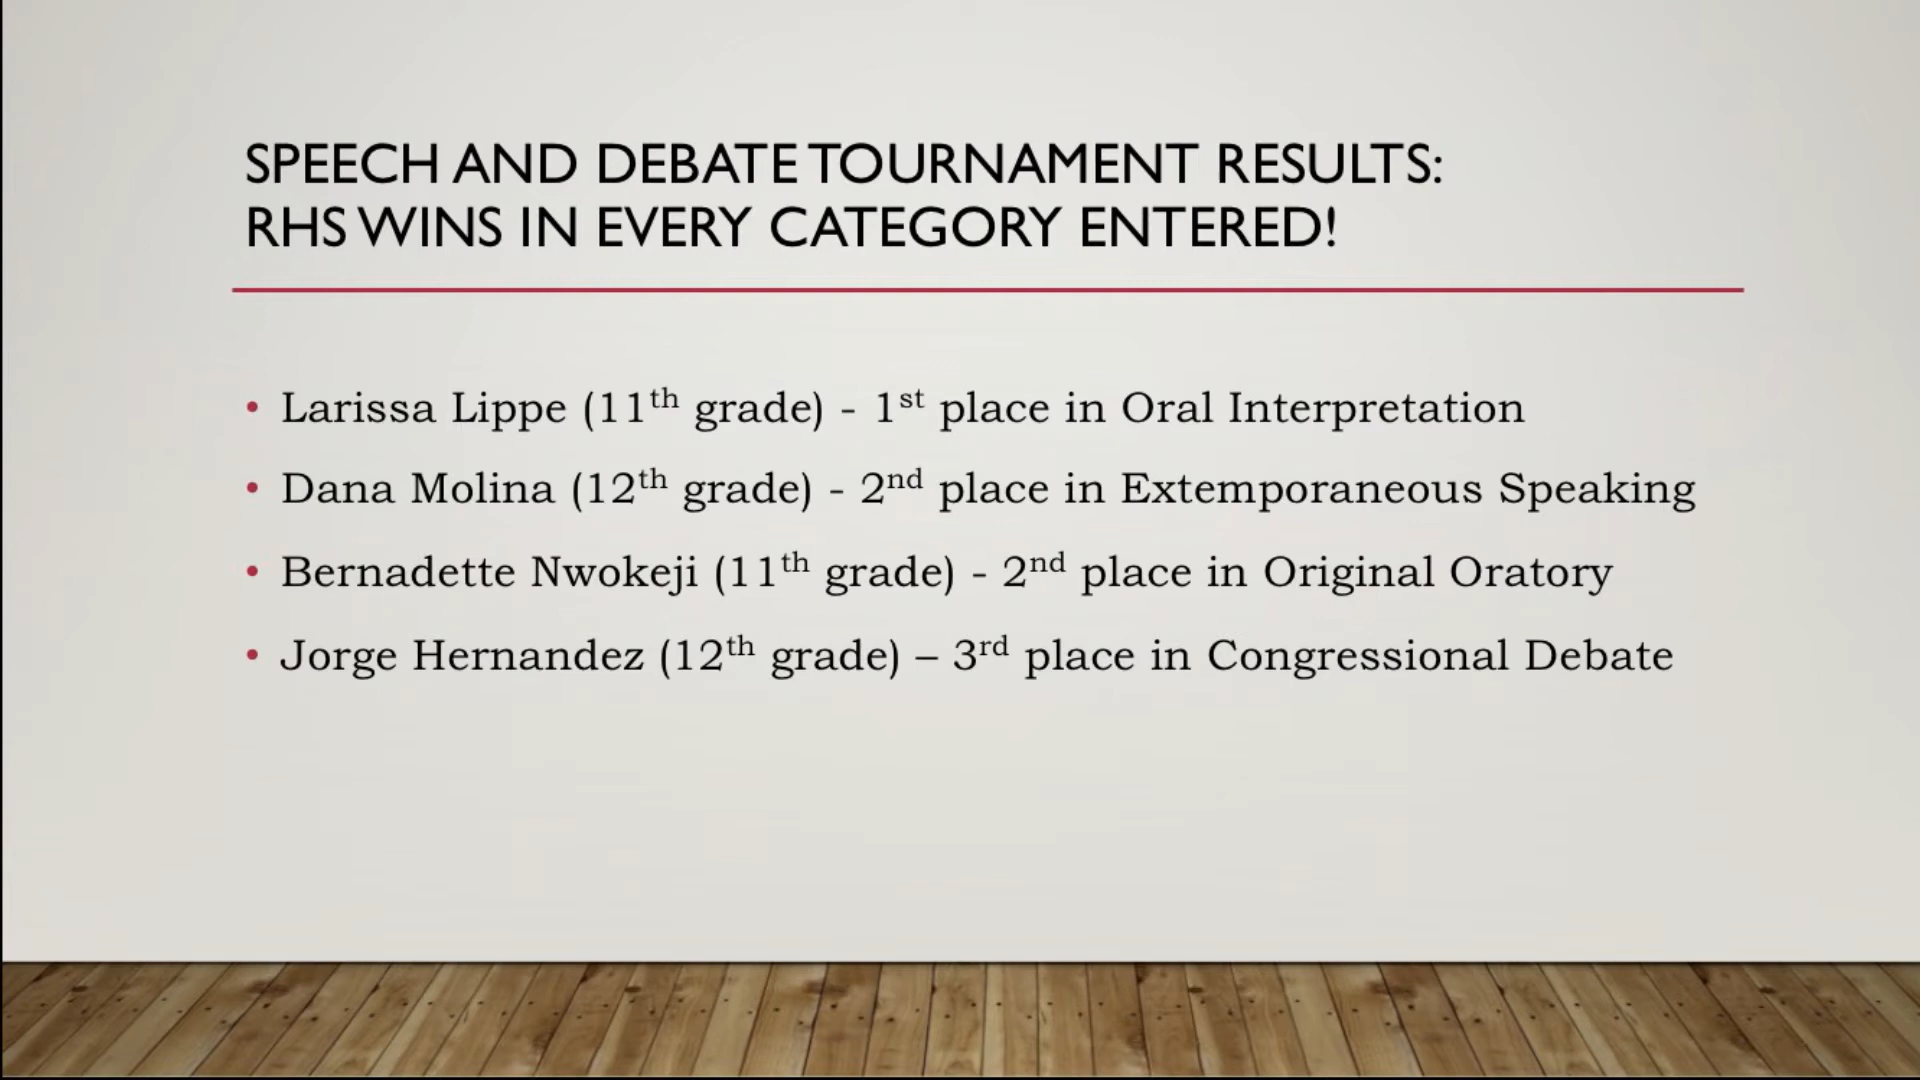 SPEECH AND DEBATE TOURNAMENT RESULTS:
RHS WINS IN EVERY CATEGORY ENTERED!
• Larissa Lippe (11th grade) - 1st place in Oral Interpretation
• Dana Molina (12th grade) - 2nd place in Extemporaneous Speaking
• Bernadette Nwokeji (11th grade) - 2nd place in Original Oratory
• Jorge Hernandez (12th grade) – 3rd place in Congressional Debate